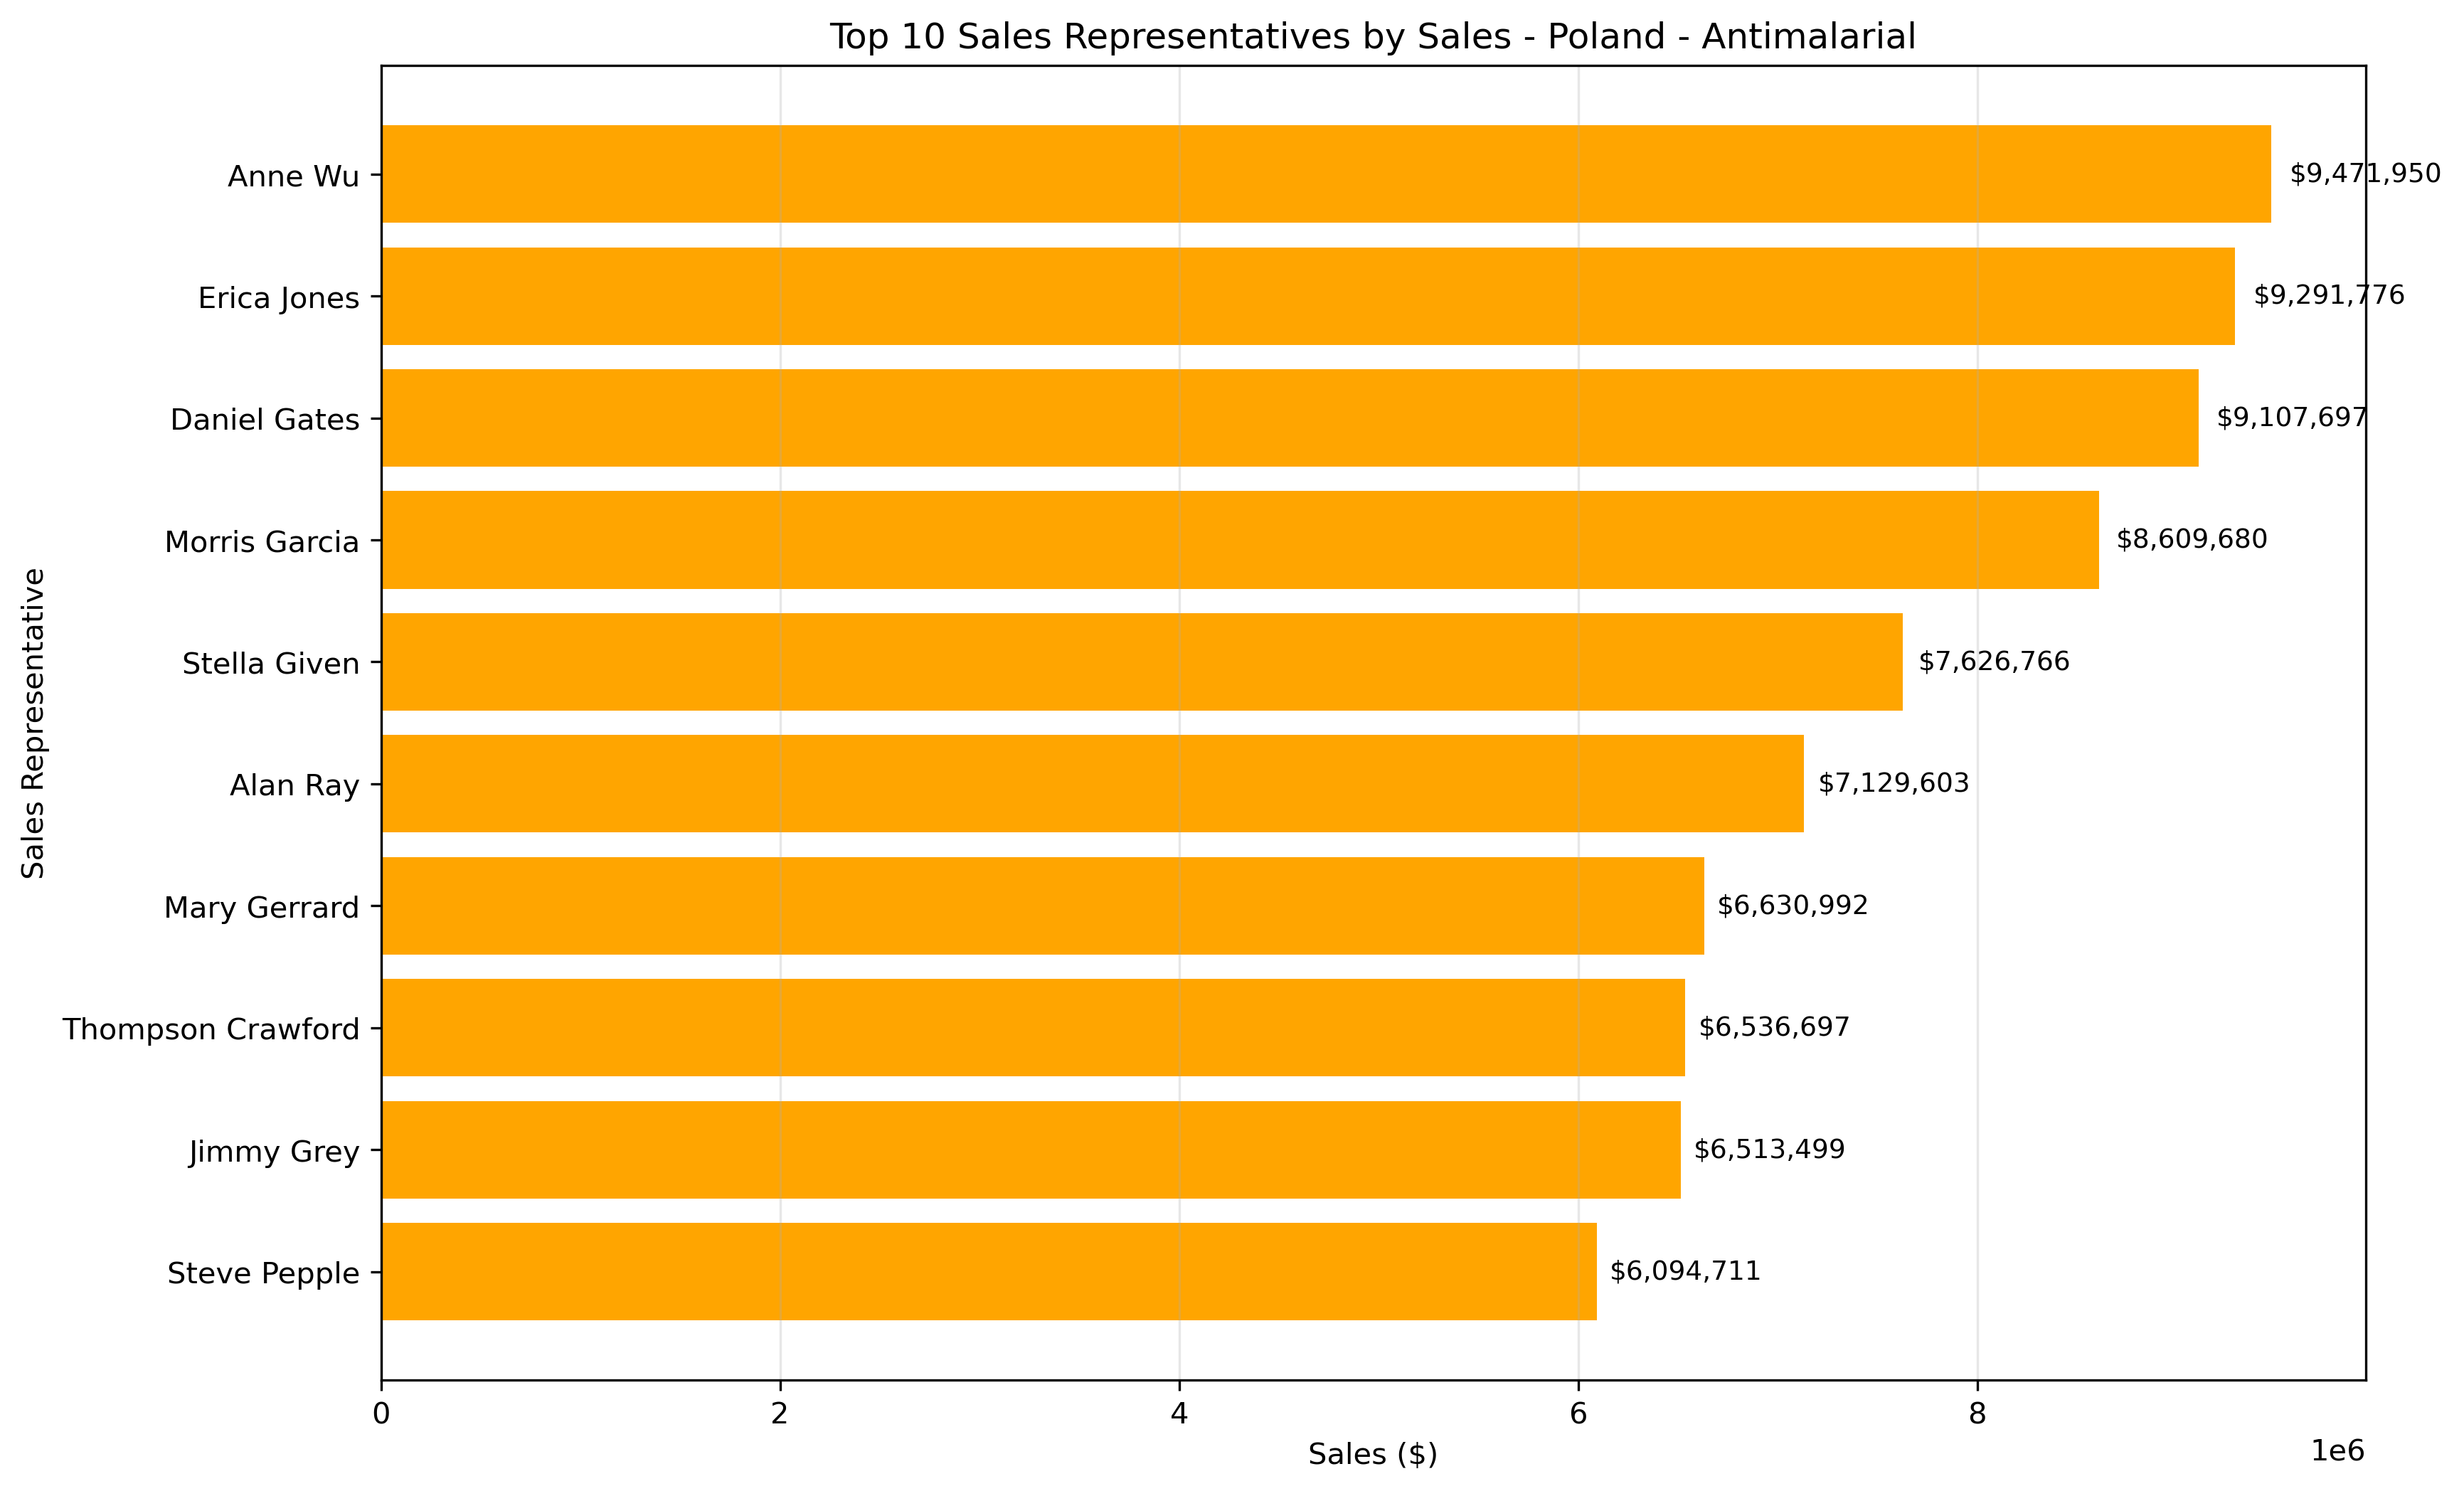 Top 10 Sales Representatives by Sales - Poland - Antimalarial
Sales Representative
Anne Wu $9,471,950
Erica Jones $9,291,776
Daniel Gates $9,107,697
Morris Garcia $8,609,680
Stella Given $7,626,766
Alan Ray $7,129,603
Mary Gerrard $6,630,992
Thompson Crawford $6,536,697
Jimmy Grey $6,513,499
Steve Pepple $6,094,711
0 2 4 6 8
Sales ($)
1e6